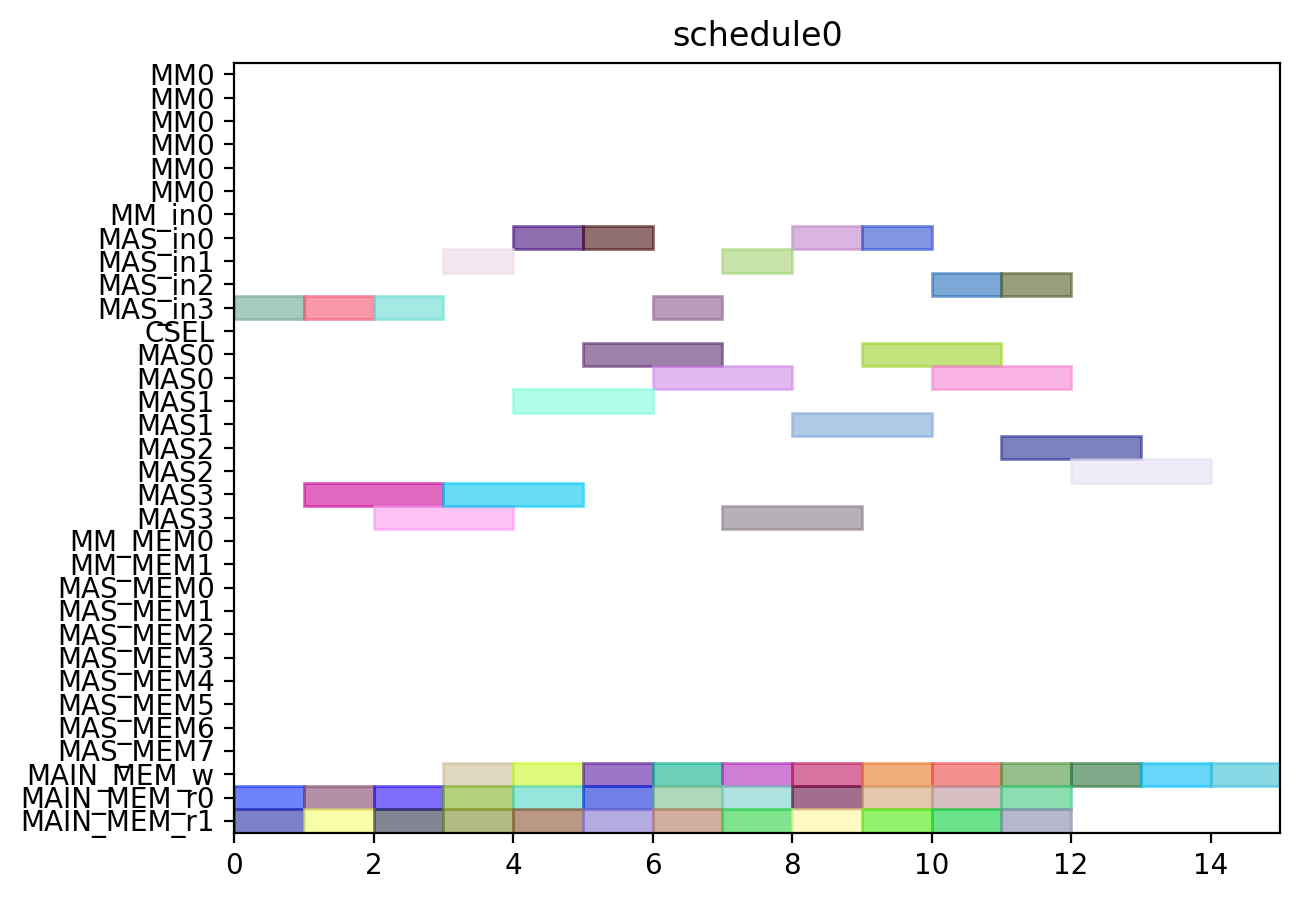 schedule0
MM0
MM0
MM0
MM0
MM0
MM0
MM_in0
MAS_in0
MAS_in1
MAS_in2
MAS_in3
CSEL
MAS0
MAS0
MAS1
MAS1
MAS2
MAS2
MAS3
MAS3
MM_MEM0
MM_MEM1
MAS_MEM0
MAS_MEM1
MAS_MEM2
MAS_MEM3
MAS_MEM4
MAS_MEM5
MAS_MEM6
MAS_MEM7
MAIN_MEM_w
MAIN_MEM_r0
MAIN_MEM_r1
0 2 4 6 8 10 12 14